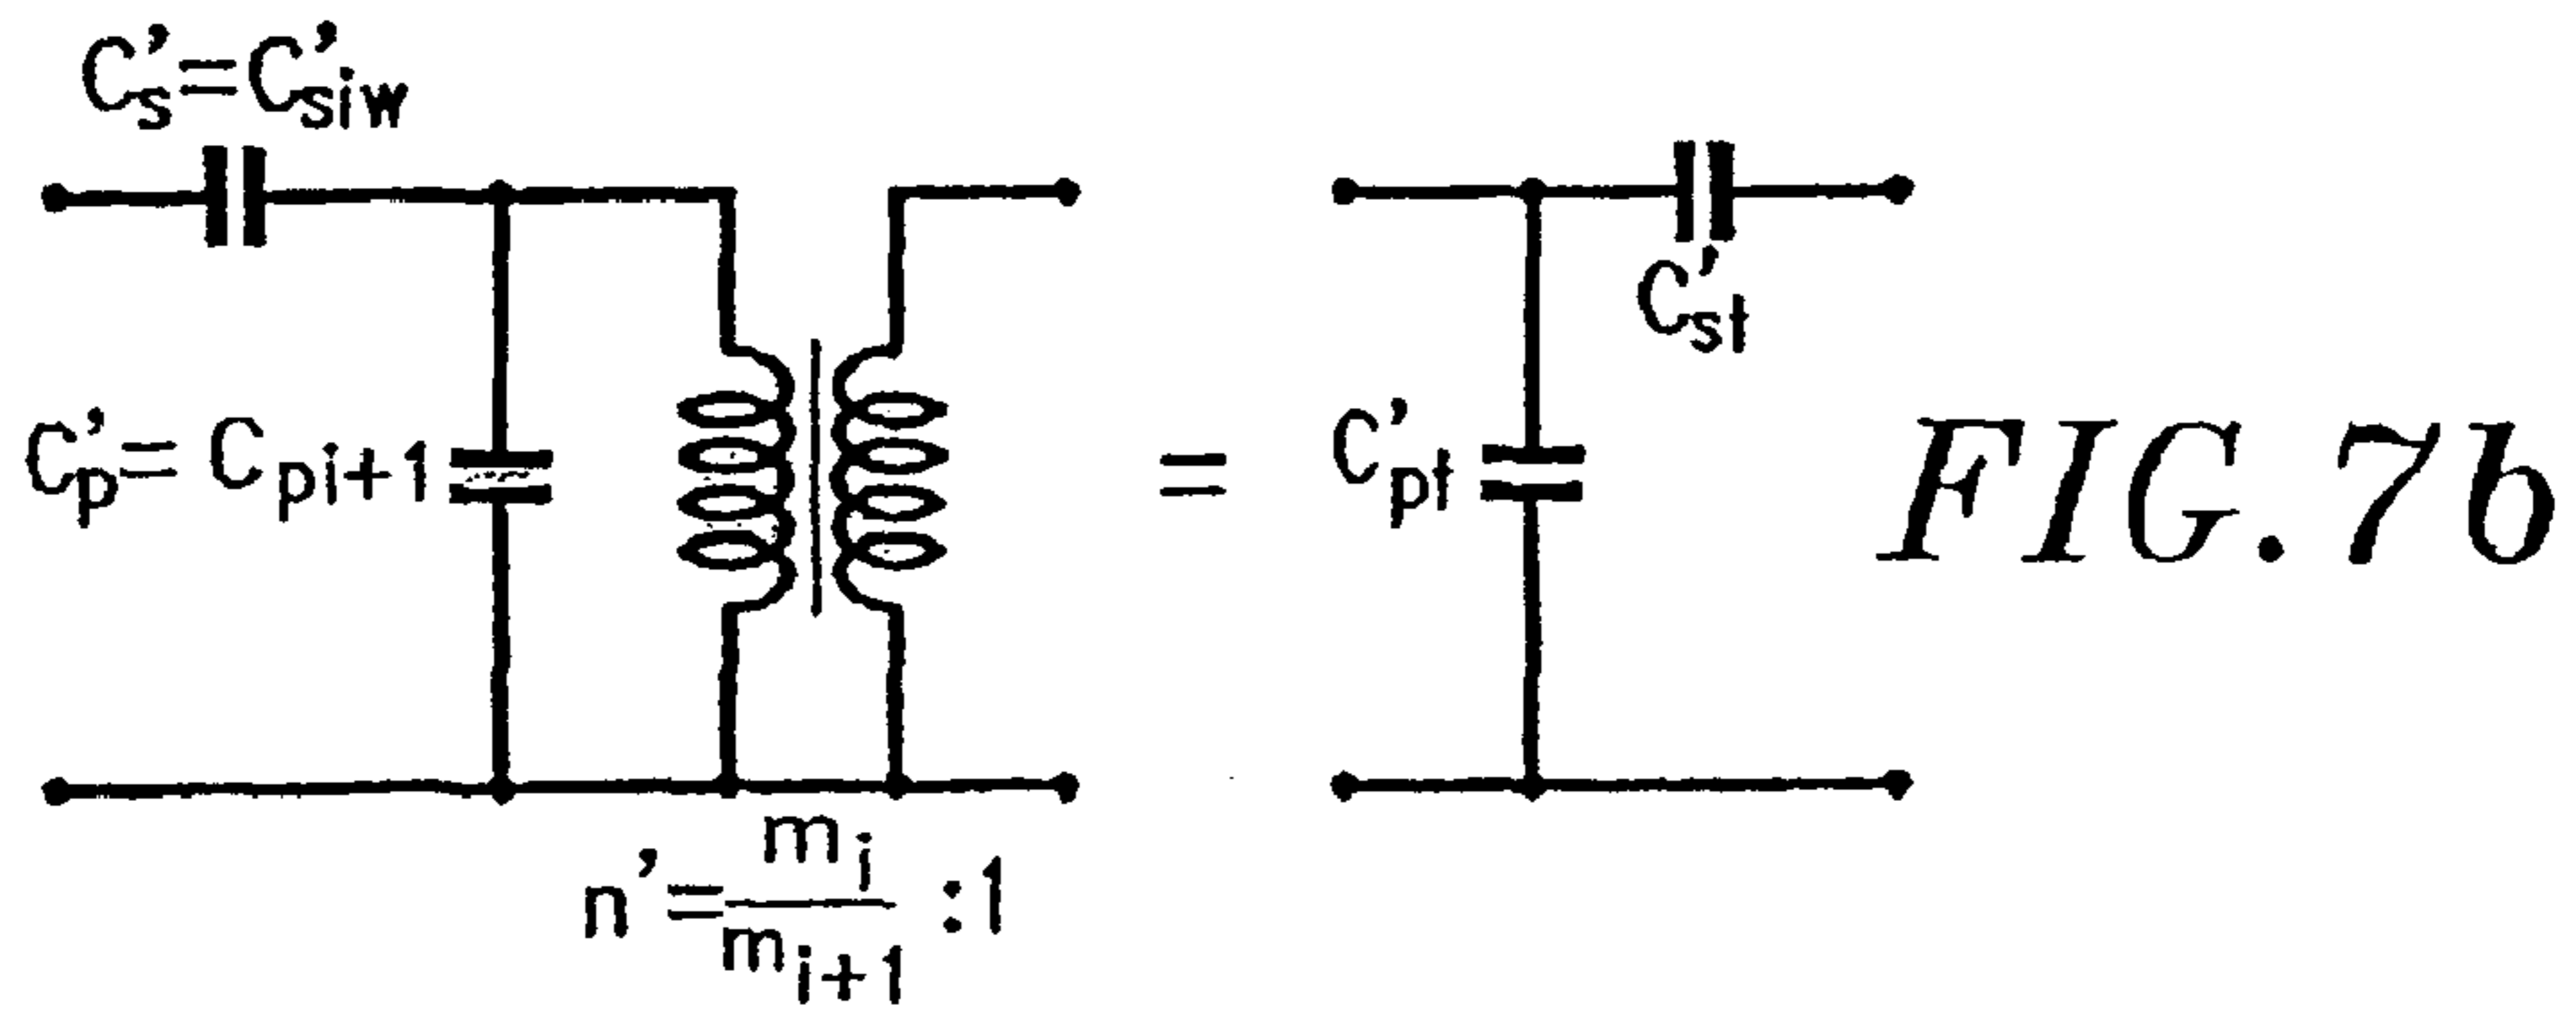 C's=C'siw
C'p= Cpi+1
n'=mi/mi+1 :1
=
C'st
C'pt
FIG. 7b